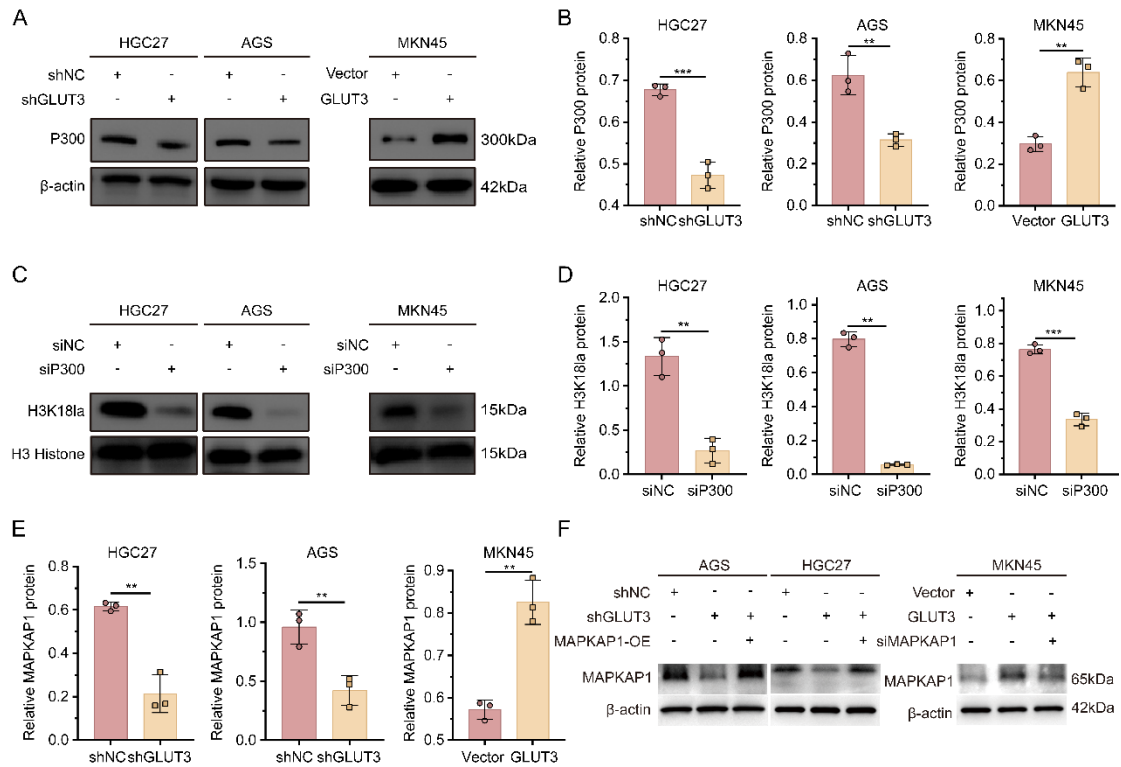 A
HGC27 AGS MKN45
shNC + - + - Vector + -
shGLUT3 - + - + GLUT3 - +
P300 300kDa
β-actin 42kDa
B
HGC27
Relative P300 protein
0.8
0.7
0.6
0.5
0.4
***
shNC shGLUT3
AGS
Relative P300 protein
0.8
0.6
0.4
0.2
0.0
**
shNC shGLUT3
MKN45
Relative P300 protein
0.8
0.6
0.4
0.2
0.0
**
Vector GLUT3
C
HGC27 AGS MKN45
siNC + - + - siNC + -
siP300 - + - + siP300 - +
H3K18la 15kDa
H3 Histone 15kDa
D
HGC27
Relative H3K18la protein
2.0
1.5
1.0
0.5
0.0
**
siNC siP300
AGS
Relative H3K18la protein
1.0
0.8
0.6
0.4
0.2
0.0
**
siNC siP300
MKN45
Relative H3K18la protein
1.0
0.8
0.6
0.4
0.2
0.0
***
siNC siP300
E
HGC27
Relative MAPKAP1 protein
0.8
0.6
0.4
0.2
0.0
**
shNC shGLUT3
AGS
Relative MAPKAP1 protein
1.5
1.0
0.5
0.0
**
shNC shGLUT3
MKN45
Relative MAPKAP1 protein
0.9
0.8
0.7
0.6
0.5
**
Vector GLUT3
F
AGS HGC27 MKN45
shNC + - - + - - Vector + - -
shGLUT3 - + + - + + GLUT3 - + +
MAPKAP1-OE - - + - - + siMAPKAP1 - - +
MAPKAP1 MAPKAP1 65kDa
β-actin β-actin 42kDa